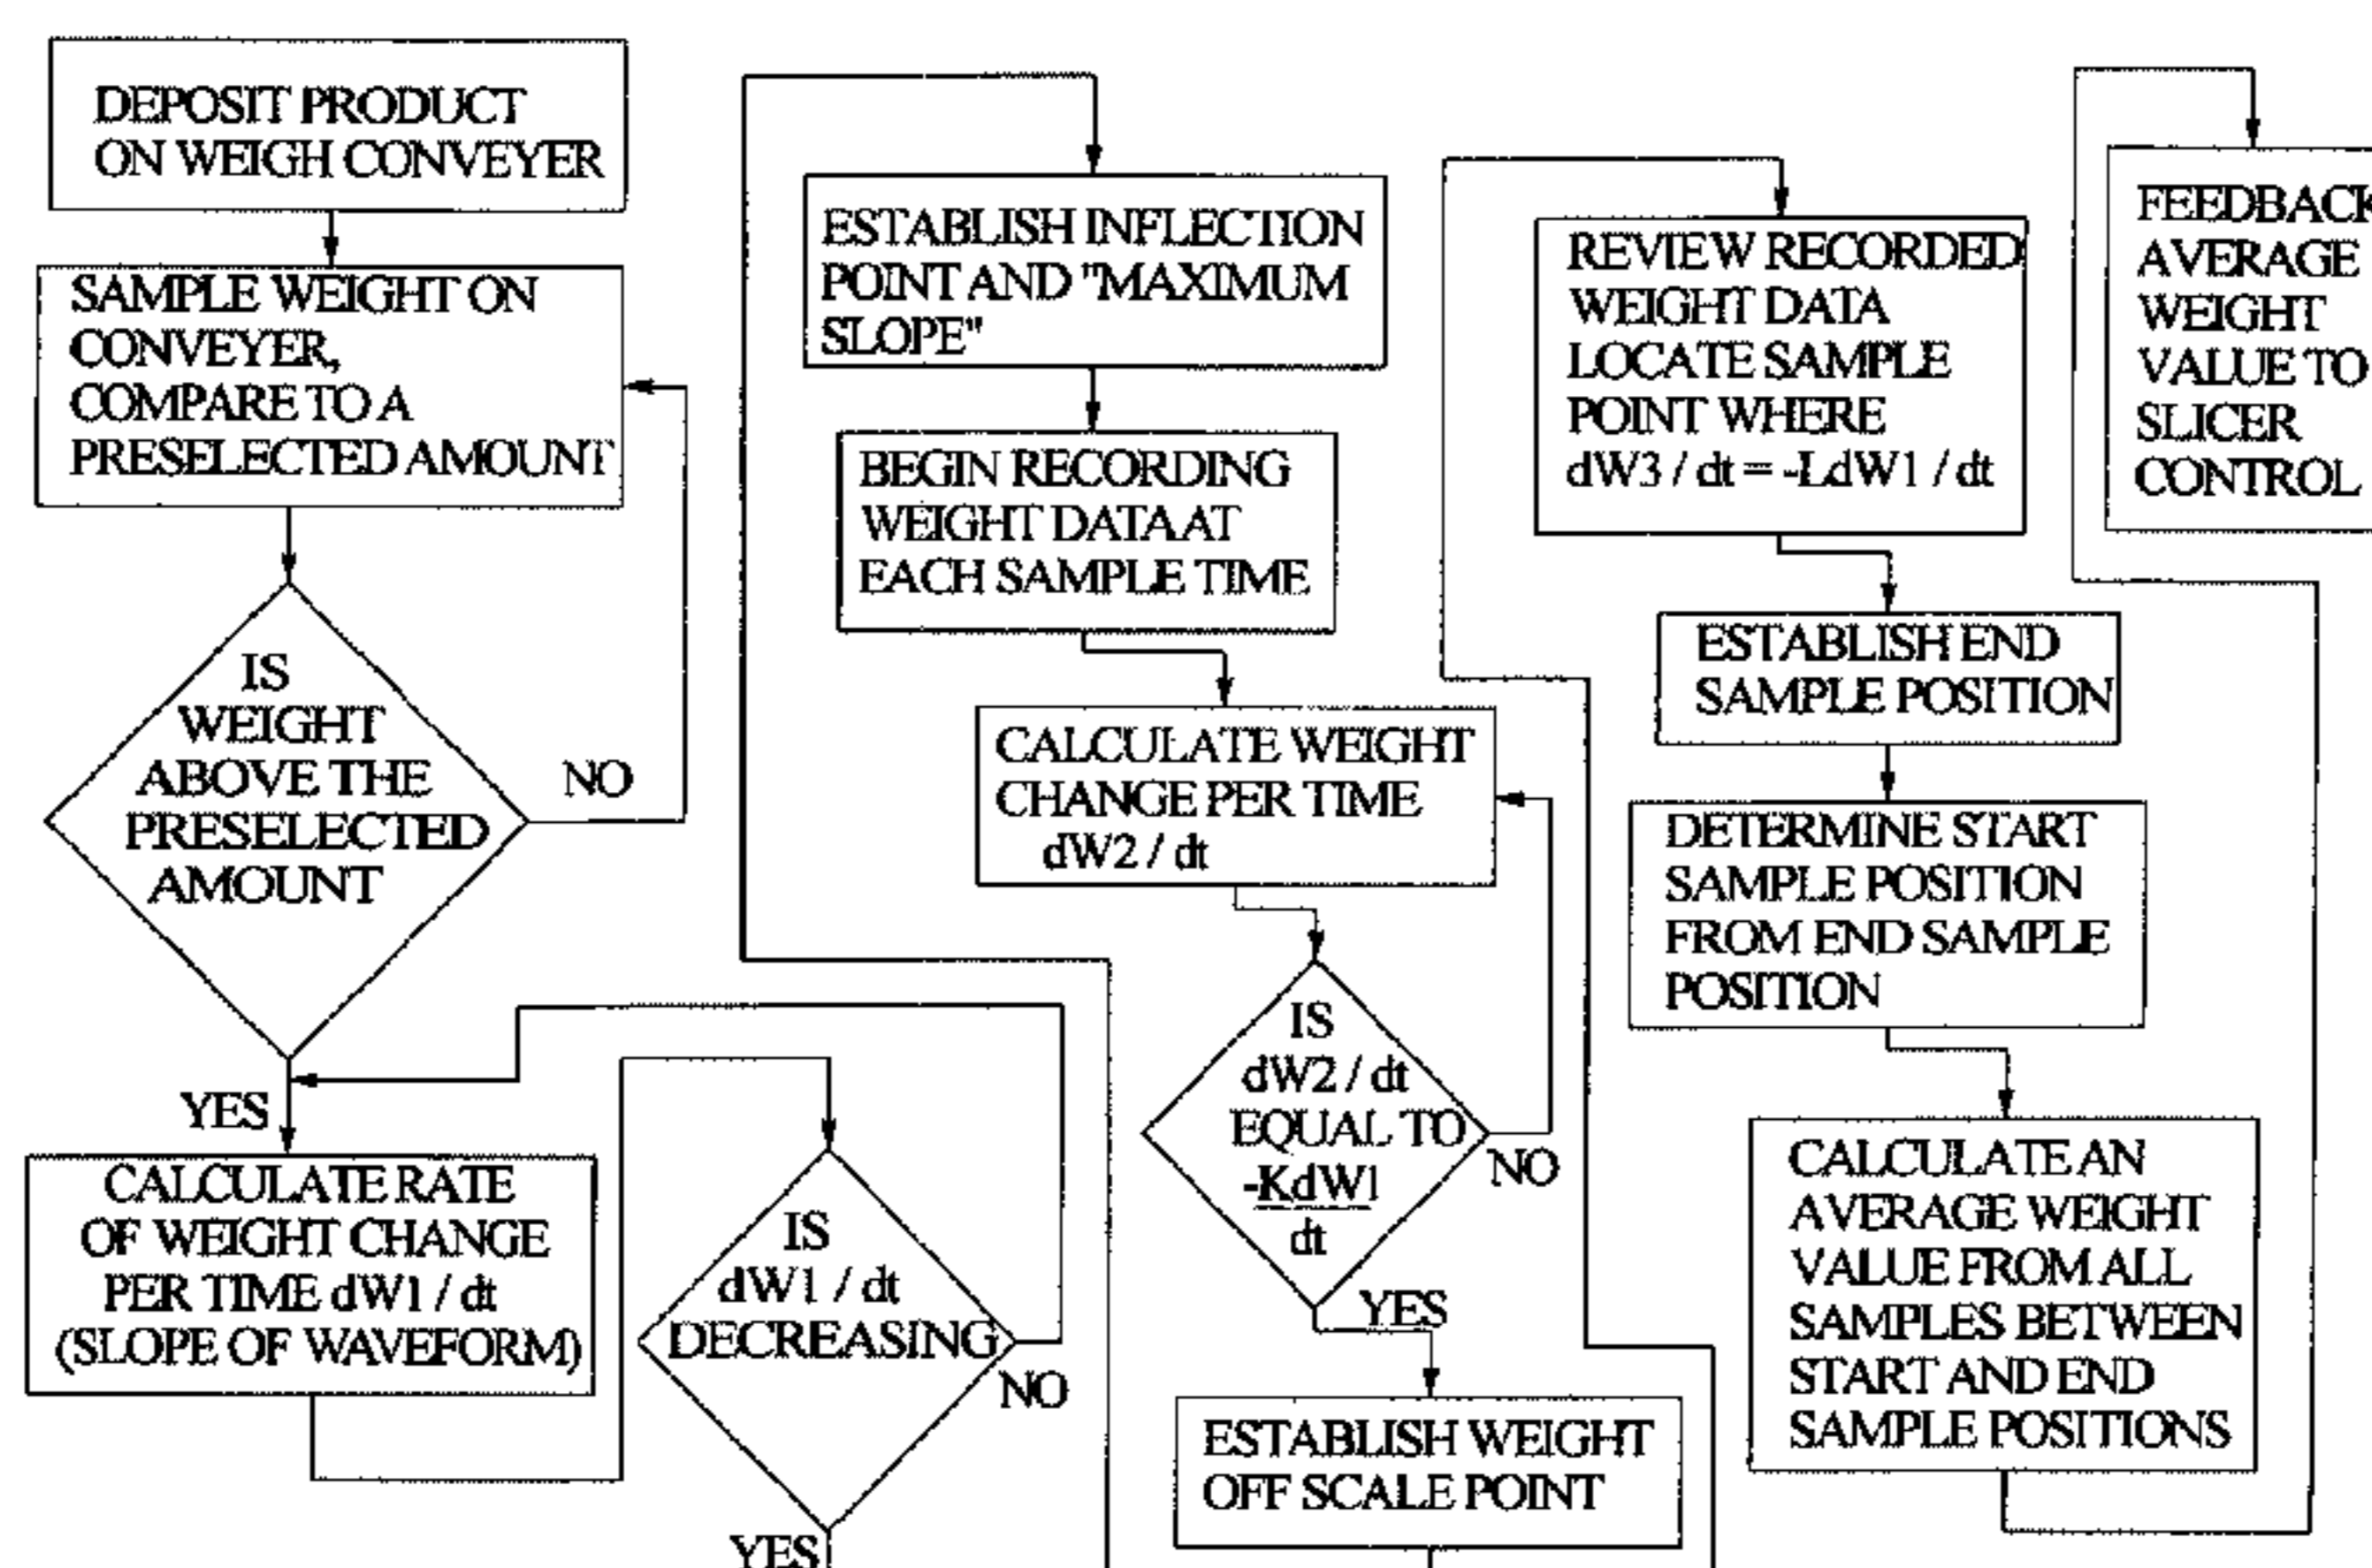 DEPOSIT PRODUCT
ON WEIGH CONVEYER
SAMPLE WEIGHT ON
CONVEYER,
COMPARE TO A
PRESELECTED AMOUNT
IS
WEIGHT
ABOVE THE
PRESELECTED
AMOUNT
NO
YES
CALCULATE RATE
OF WEIGHT CHANGE
PER TIME dW1 / dt
(SLOPE OF WAVEFORM)
IS
dW1 / dt
DECREASING
NO
YES
ESTABLISH INFLECTION
POINT AND "MAXIMUM
SLOPE"
BEGIN RECORDING
WEIGHT DATA AT
EACH SAMPLE TIME
CALCULATE WEIGHT
CHANGE PER TIME
dW2 / dt
IS
dW2 / dt
EQUAL TO
-KdW1
dt
NO
YES
ESTABLISH WEIGHT
OFF SCALE POINT
REVIEW RECORDED
WEIGHT DATA
LOCATE SAMPLE
POINT WHERE
dW3 / dt = -LdW1 / dt
ESTABLISH END
SAMPLE POSITION
DETERMINE START
SAMPLE POSITION
FROM END SAMPLE
POSITION
CALCULATE AN
AVERAGE WEIGHT
VALUE FROM ALL
SAMPLES BETWEEN
START AND END
SAMPLE POSITIONS
FEEDBACK
AVERAGE
WEIGHT
VALUE TO
SLICER
CONTROL